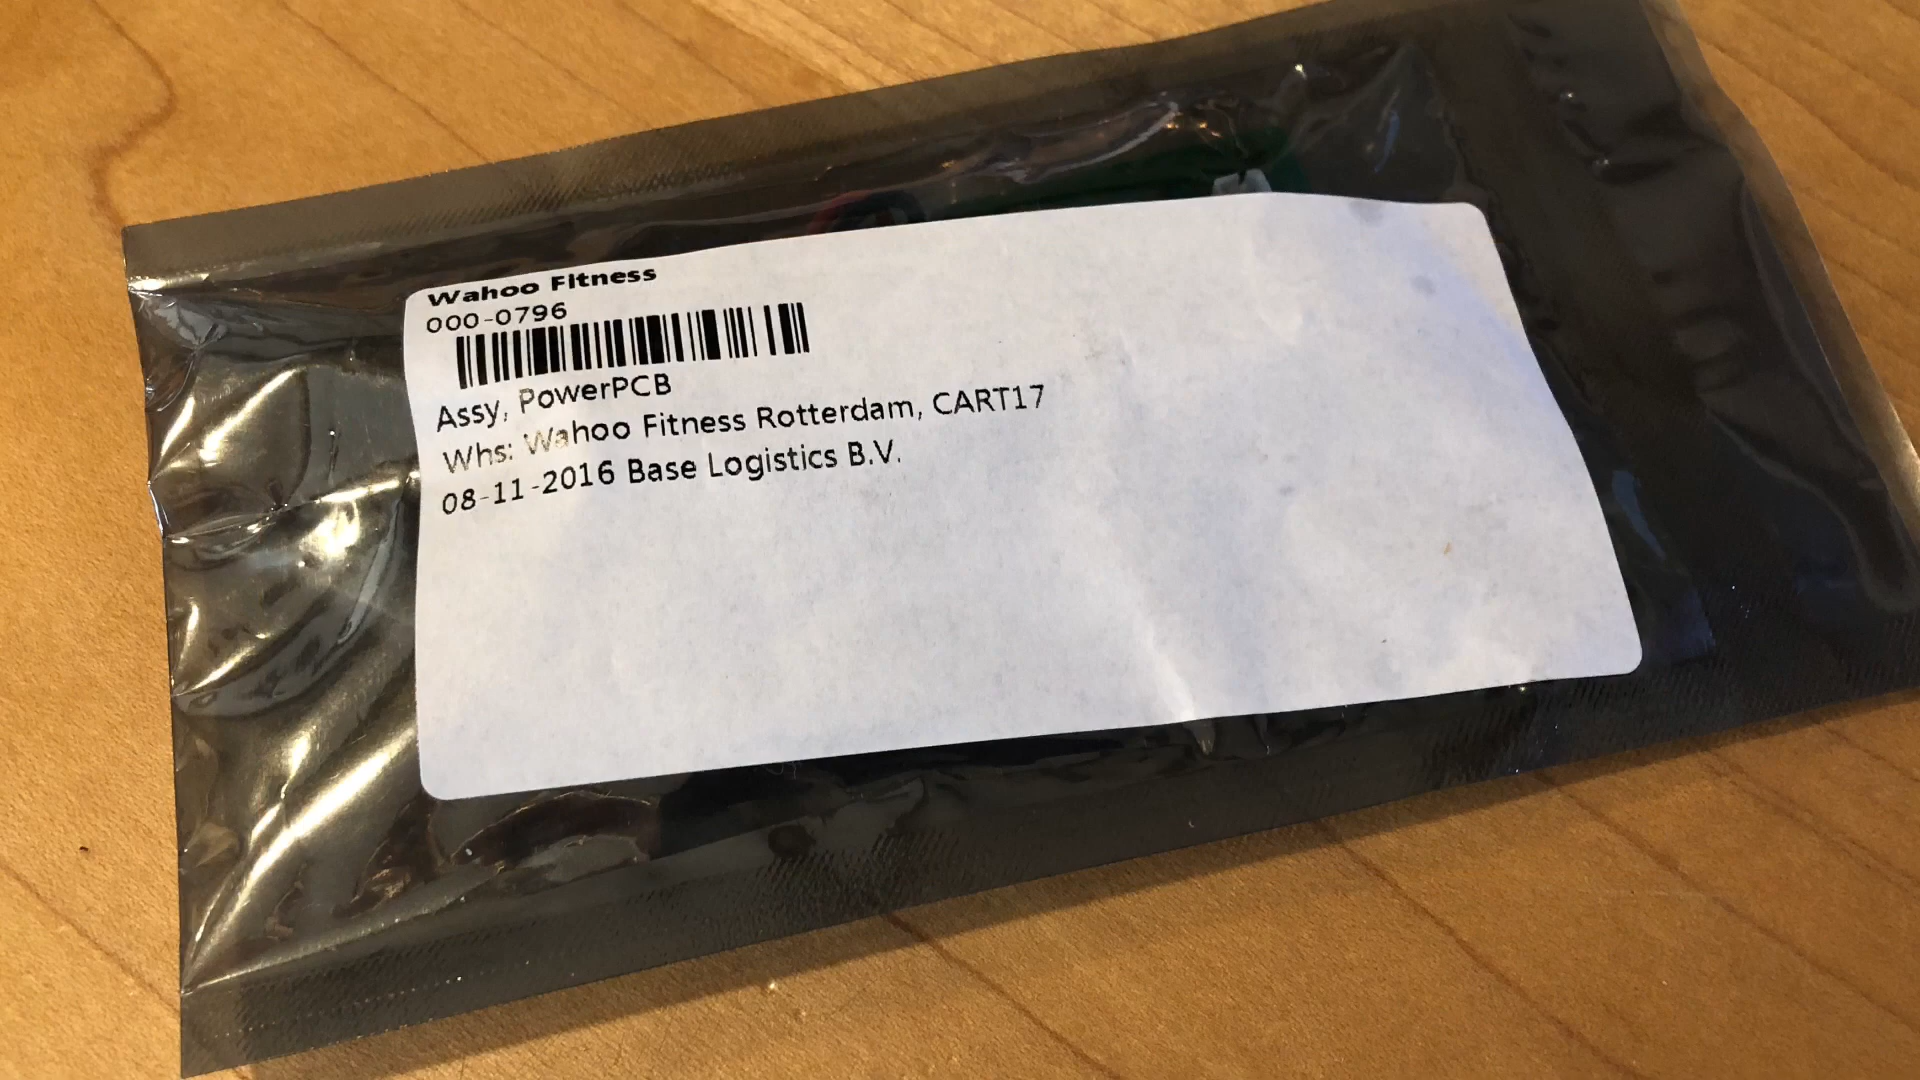 Wahoo Fitness
000-0796
Assy, PowerPCB
Whs: Wahoo Fitness Rotterdam, CART17
08-11-2016 Base Logistics B.V.